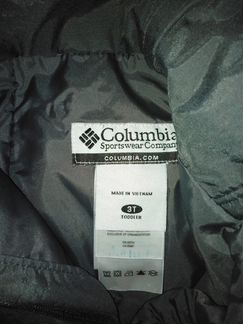 Columbia
Sportswear Company
COLUMBIA.COM
MADE IN VIETNAM
3T
TODDLER